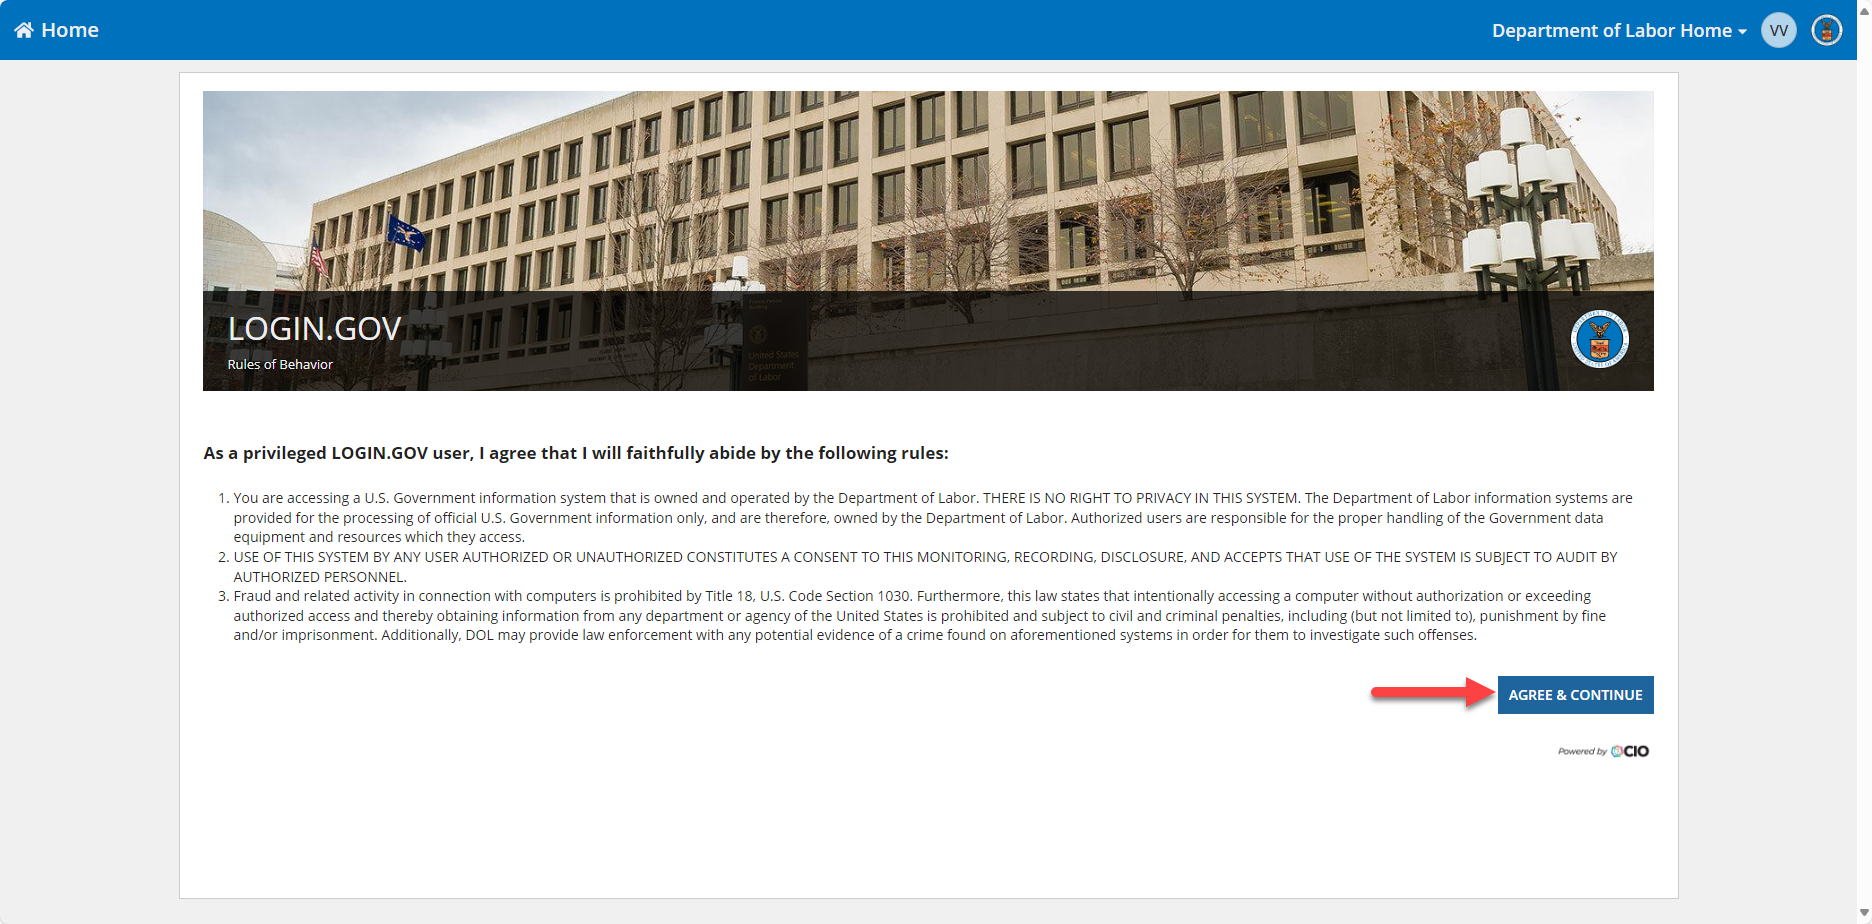 Home
Department of Labor Home
VV
LOGIN.GOV
Rules of Behavior
United States
Department
of Labor
As a privileged LOGIN.GOV user, I agree that I will faithfully abide by the following rules:
1. You are accessing a U.S. Government information system that is owned and operated by the Department of Labor. THERE IS NO RIGHT TO PRIVACY IN THIS SYSTEM. The Department of Labor information systems are
provided for the processing of official U.S. Government information only, and are therefore, owned by the Department of Labor. Authorized users are responsible for the proper handling of the Government data
equipment and resources which they access.
2. USE OF THIS SYSTEM BY ANY USER AUTHORIZED OR UNAUTHORIZED CONSTITUTES A CONSENT TO THIS MONITORING, RECORDING, DISCLOSURE, AND ACCEPTS THAT USE OF THE SYSTEM IS SUBJECT TO AUDIT BY
AUTHORIZED PERSONNEL.
3. Fraud and related activity in connection with computers is prohibited by Title 18, U.S. Code Section 1030. Furthermore, this law states that intentionally accessing a computer without authorization or exceeding
authorized access and thereby obtaining information from any department or agency of the United States is prohibited and subject to civil and criminal penalties, including (but not limited to), punishment by fine
and/or imprisonment. Additionally, DOL may provide law enforcement with any potential evidence of a crime found on aforementioned systems in order for them to investigate such offenses.
AGREE & CONTINUE
Powered by OCIO